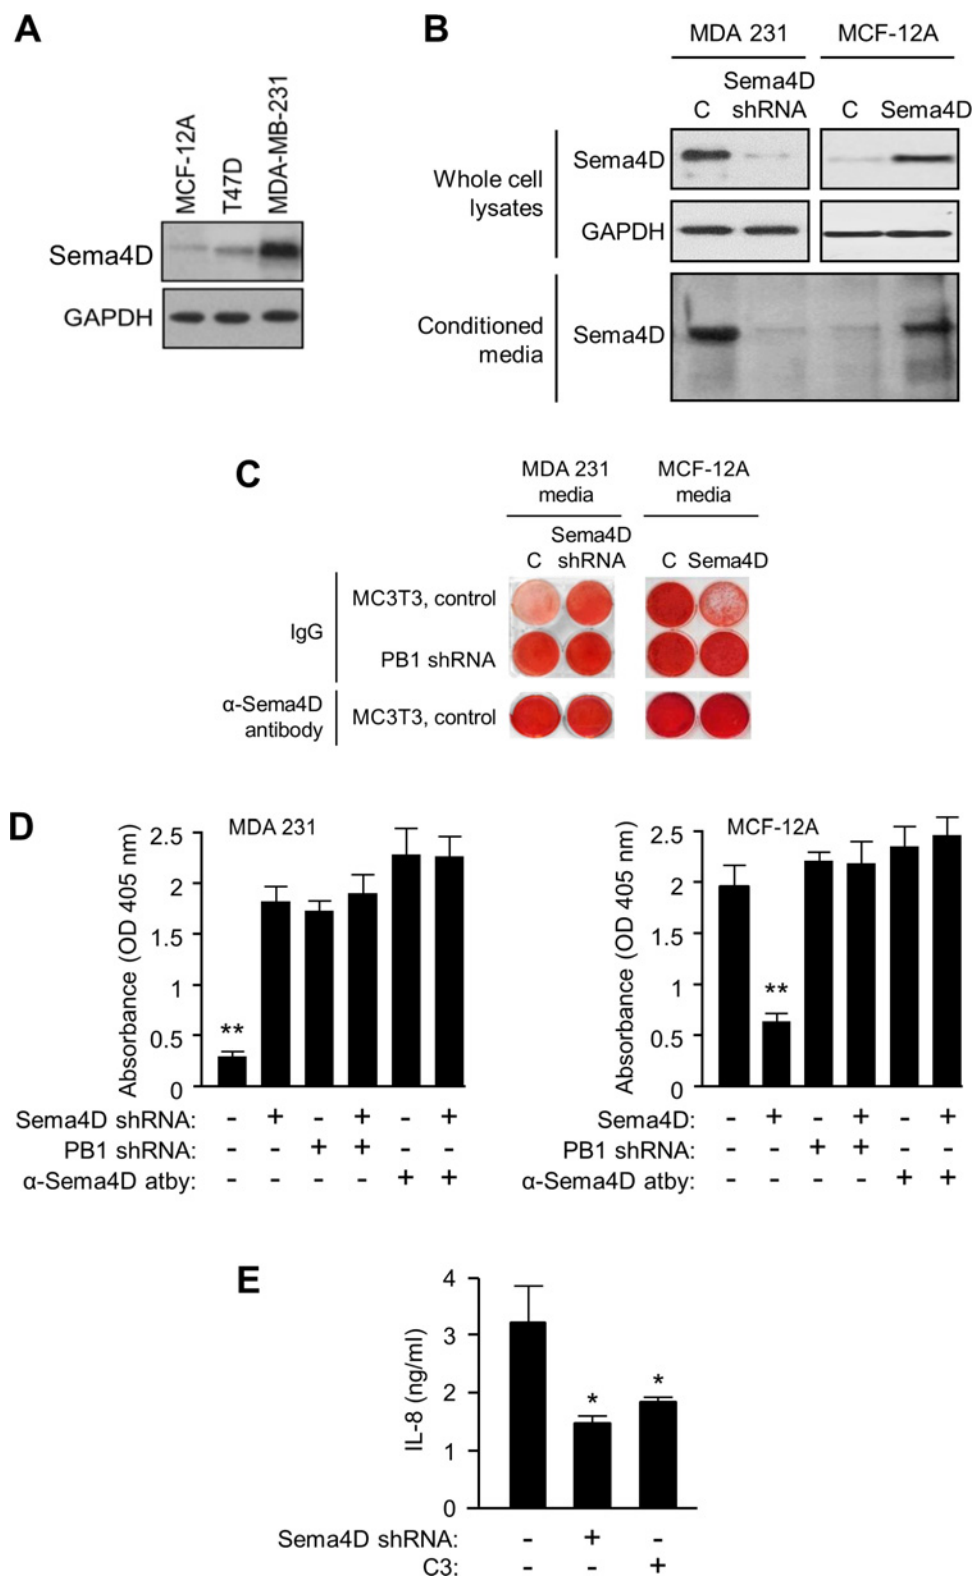 A
MCF-12A
T47D
MDA-MB-231
Sema4D
GAPDH
B
MDA 231
MCF-12A
C
Sema4D
shRNA
C
Sema4D
Whole cell
lysates
Sema4D
GAPDH
Conditioned
media
Sema4D
C
MDA 231
media
MCF-12A
media
C
Sema4D
shRNA
C
Sema4D
IgG
MC3T3, control
PB1 shRNA
α-Sema4D
antibody
MC3T3, control
D
Absorbance (OD 405 nm)
MDA 231
2.5
2
1.5
1
0.5
0
**
Sema4D shRNA: - + - + - +
PB1 shRNA: - - + + - -
α-Sema4D atby: - - - - + +
Absorbance (OD 405 nm)
MCF-12A
2.5
2
1.5
1
0.5
0
**
Sema4D: - + - + - +
PB1 shRNA: - - + + - -
α-Sema4D atby: - - - - + +
E
IL-8 (ng/ml)
4
3
2
1
0
*
*
Sema4D shRNA: - + -
C3: - - +